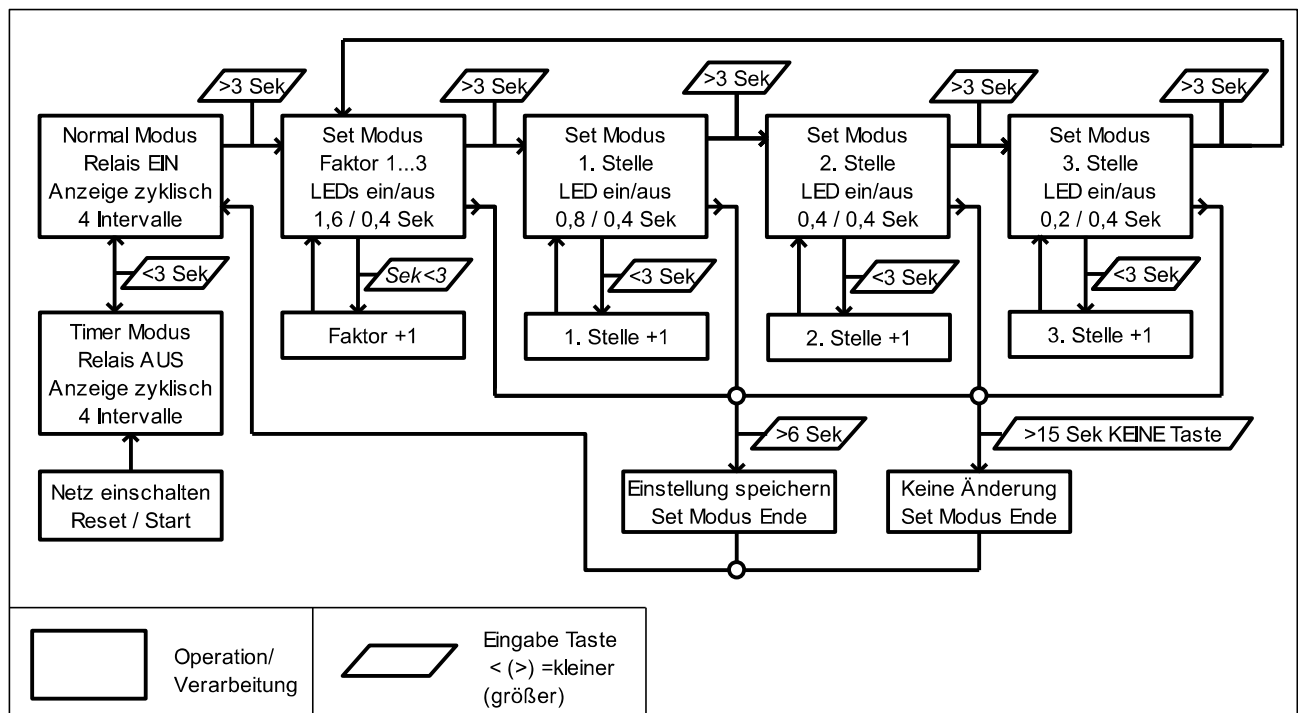 >3 Sek
>3 Sek
>3 Sek
>3 Sek
>3 Sek
Normal Modus
Relais EIN
Anzeige zyklisch
4 Intervalle
Set Modus
Faktor 1...3
LEDs ein/aus
1,6 / 0,4 Sek
Set Modus
1. Stelle
LED ein/aus
0,8 / 0,4 Sek
Set Modus
2. Stelle
LED ein/aus
0,4 / 0,4 Sek
Set Modus
3. Stelle
LED ein/aus
0,2 / 0,4 Sek
<3 Sek
Sek<3
<3 Sek
<3 Sek
<3 Sek
Timer Modus
Relais AUS
Anzeige zyklisch
4 Intervalle
Faktor +1
1. Stelle +1
2. Stelle +1
3. Stelle +1
>6 Sek
>15 Sek KEINE Taste
Netz einschalten
Reset / Start
Einstellung speichern
Set Modus Ende
Keine Änderung
Set Modus Ende
Operation/
Verarbeitung
Eingabe Taste
< (>) =kleiner
(größer)